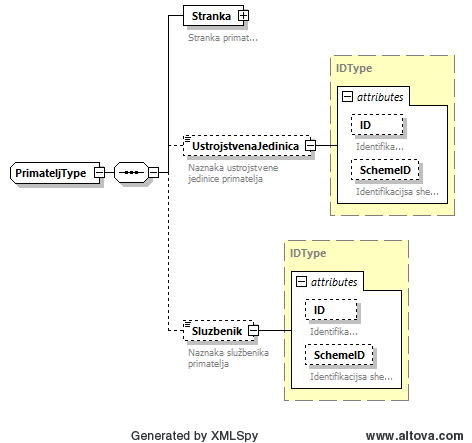 Stranka
Stranka primat...
IDType
attributes
ID
Identifika...
UstrojstvenaJedinica
Naznaka ustrojstvene
jedinice primatelja
SchemeID
Identifikacijsa she...
PrimateljType
IDType
attributes
ID
Identifika...
Sluzbenik
Naznaka službenika
primatelja
SchemeID
Identifikacijsa she...
Generated by XMLSpy
www.altova.com